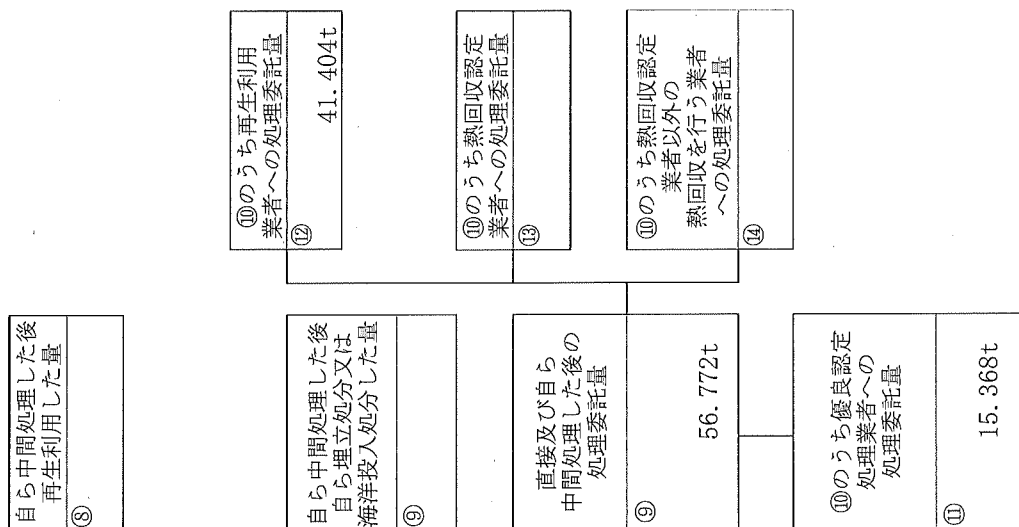 自ら中間処理した後
再生利用した量
⑧
自ら中間処理した後
自ら埋立処分又は
海洋投入処分した量
⑨
直接及び自ら
中間処理した後の
処理委託量
⑨
56.772t
⑩のうち優良認定
処理業者への
処理委託量
⑪
15.368t
⑩のうち再生利用
業者への処理委託量
⑫
41.404t
⑩のうち熱回収認定
業者への処理委託量
⑬
⑩のうち熱回収認定
業者以外の
熱回収を行う業者
への処理委託量
⑭